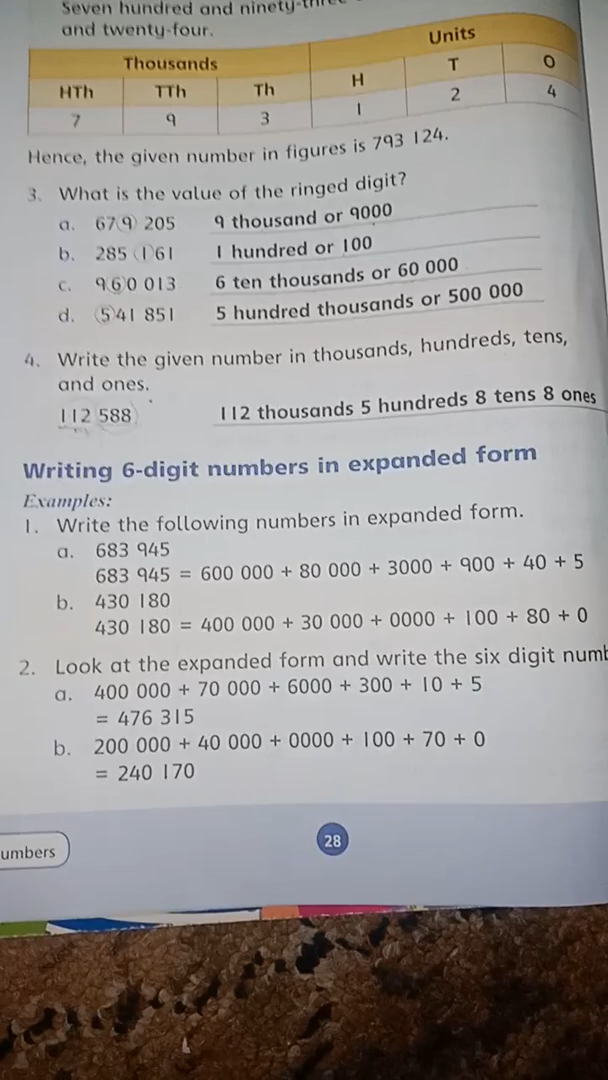 Seven hundred and ninety-three
and twenty-four.
Thousands Units
HTh TTh Th H T O
7 9 3 1 2 4
Hence, the given number in figures is 793 124.
3. What is the value of the ringed digit?
a. 679 205 9 thousand or 9000
b. 285 161 1 hundred or 100
c. 960 013 6 ten thousands or 60 000
d. 541 851 5 hundred thousands or 500 000
4. Write the given number in thousands, hundreds, tens,
and ones.
112 588 112 thousands 5 hundreds 8 tens 8 ones
Writing 6-digit numbers in expanded form
Examples:
1. Write the following numbers in expanded form.
a. 683 945
683 945 = 600 000 + 80 000 + 3000 + 900 + 40 + 5
b. 430 180
430 180 = 400 000 + 30 000 + 0000 + 100 + 80 + 0
2. Look at the expanded form and write the six digit numb
a. 400 000 + 70 000 + 6000 + 300 + 10 + 5
= 476 315
b. 200 000 + 40 000 + 0000 + 100 + 70 + 0
= 240 170
umbers
28